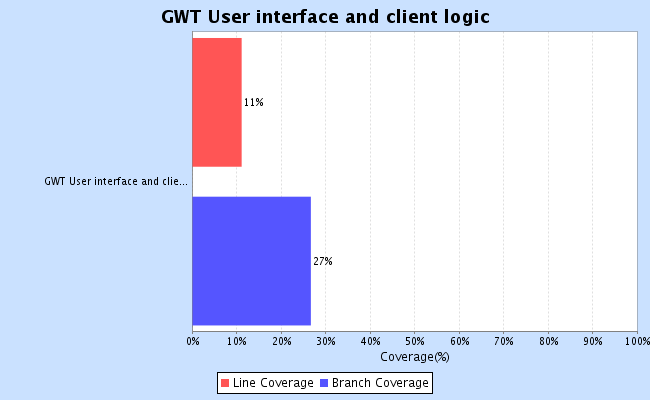 GWT User interface and client logic
11%
GWT User interface and clie...
27%
0% 10% 20% 30% 40% 50% 60% 70% 80% 90% 100%
Coverage(%)
Line Coverage Branch Coverage